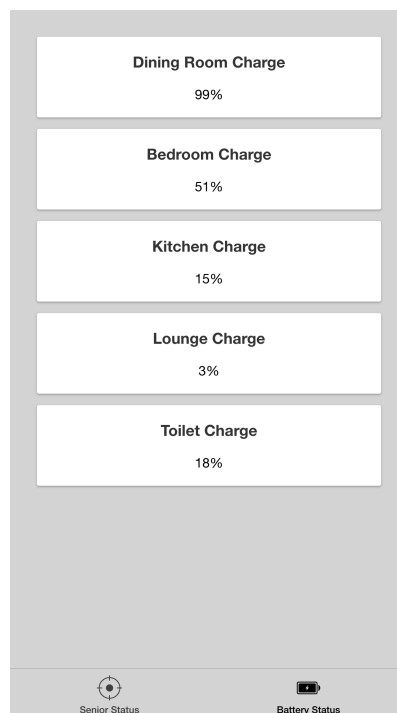 Dining Room Charge
99%
Bedroom Charge
51%
Kitchen Charge
15%
Lounge Charge
3%
Toilet Charge
18%
Senior Status
Battery Status